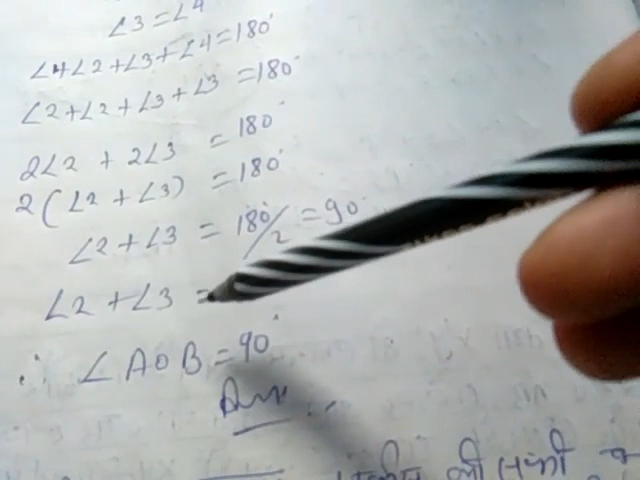 ∠3 = ∠4
∠1 ∠2 + ∠3 + ∠4 = 180°
∠2 + ∠2 + ∠3 + ∠3 = 180°
2∠2 + 2∠3 = 180°
2(∠2 + ∠3) = 180°
∠2 + ∠3 = 180°/2 = 90°
∠2 + ∠3 =
∴ ∠AOB = 90°
Ans
की